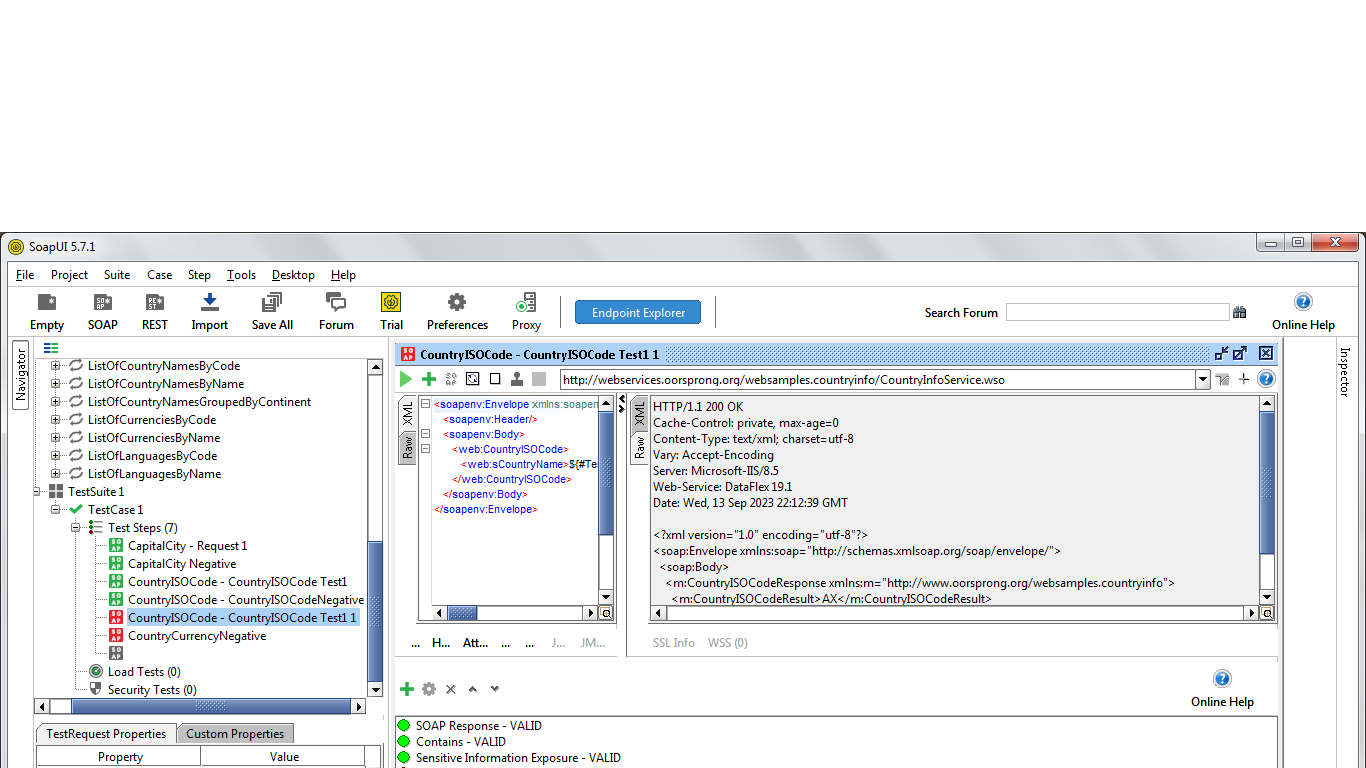 SoapUI 5.7.1
File Project Suite Case Step Tools Desktop Help
Empty SOAP REST Import Save All Forum Trial Preferences Proxy Endpoint Explorer Search Forum Online Help
Navigator
ListOfCountryNamesByCode
ListOfCountryNamesByName
ListOfCountryNamesGroupedByContinent
ListOfCurrenciesByCode
ListOfCurrenciesByName
ListOfLanguagesByCode
ListOfLanguagesByName
TestSuite 1
TestCase 1
Test Steps (7)
CapitalCity - Request 1
CapitalCity Negative
CountryISOCode - CountryISOCode Test1
CountryISOCode - CountryISOCodeNegative
CountryISOCode - CountryISOCode Test1 1
CountryCurrencyNegative
Load Tests (0)
Security Tests (0)
TestRequest Properties Custom Properties
Property Value
CountryISOCode - CountryISOCode Test1 1
http://webservices.oorsprong.org/websamples.countryinfo/CountryInfoService.wso
XML
Raw
<soapenv:Envelope xmlns:soapen
<soapenv:Header/>
<soapenv:Body>
<web:CountryISOCode>
<web:sCountryName>${#Te
</web:CountryISOCode>
</soapenv:Body>
</soapenv:Envelope>
... H... Att... ... ... J... JM...
XML
Raw
HTTP/1.1 200 OK
Cache-Control: private, max-age=0
Content-Type: text/xml; charset=utf-8
Vary: Accept-Encoding
Server: Microsoft-IIS/8.5
Web-Service: DataFlex 19.1
Date: Wed, 13 Sep 2023 22:12:39 GMT
<?xml version="1.0" encoding="utf-8"?>
<soap:Envelope xmlns:soap="http://schemas.xmlsoap.org/soap/envelope/">
<soap:Body>
<m:CountryISOCodeResponse xmlns:m="http://www.oorsprong.org/websamples.countryinfo">
<m:CountryISOCodeResult>AX</m:CountryISOCodeResult>
SSL Info WSS (0)
Online Help
SOAP Response - VALID
Contains - VALID
Sensitive Information Exposure - VALID
Inspector